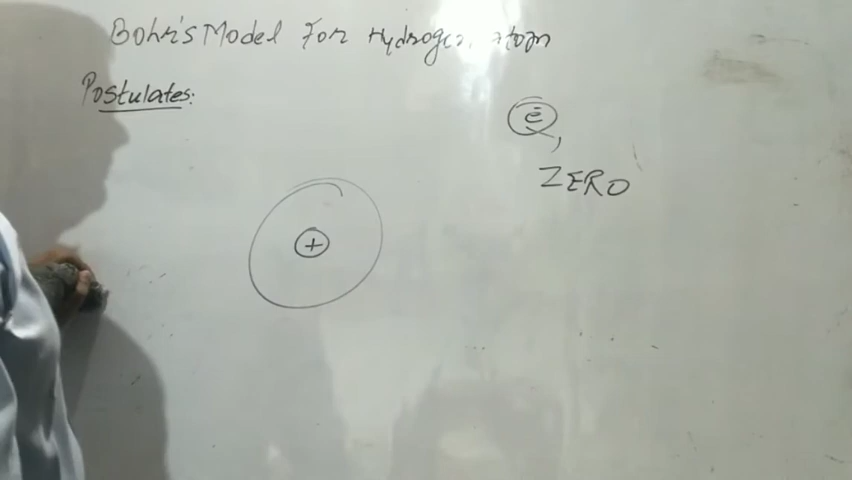 Bohr's Model For Hydrogen atom
Postulates:
e
,
ZERO
+